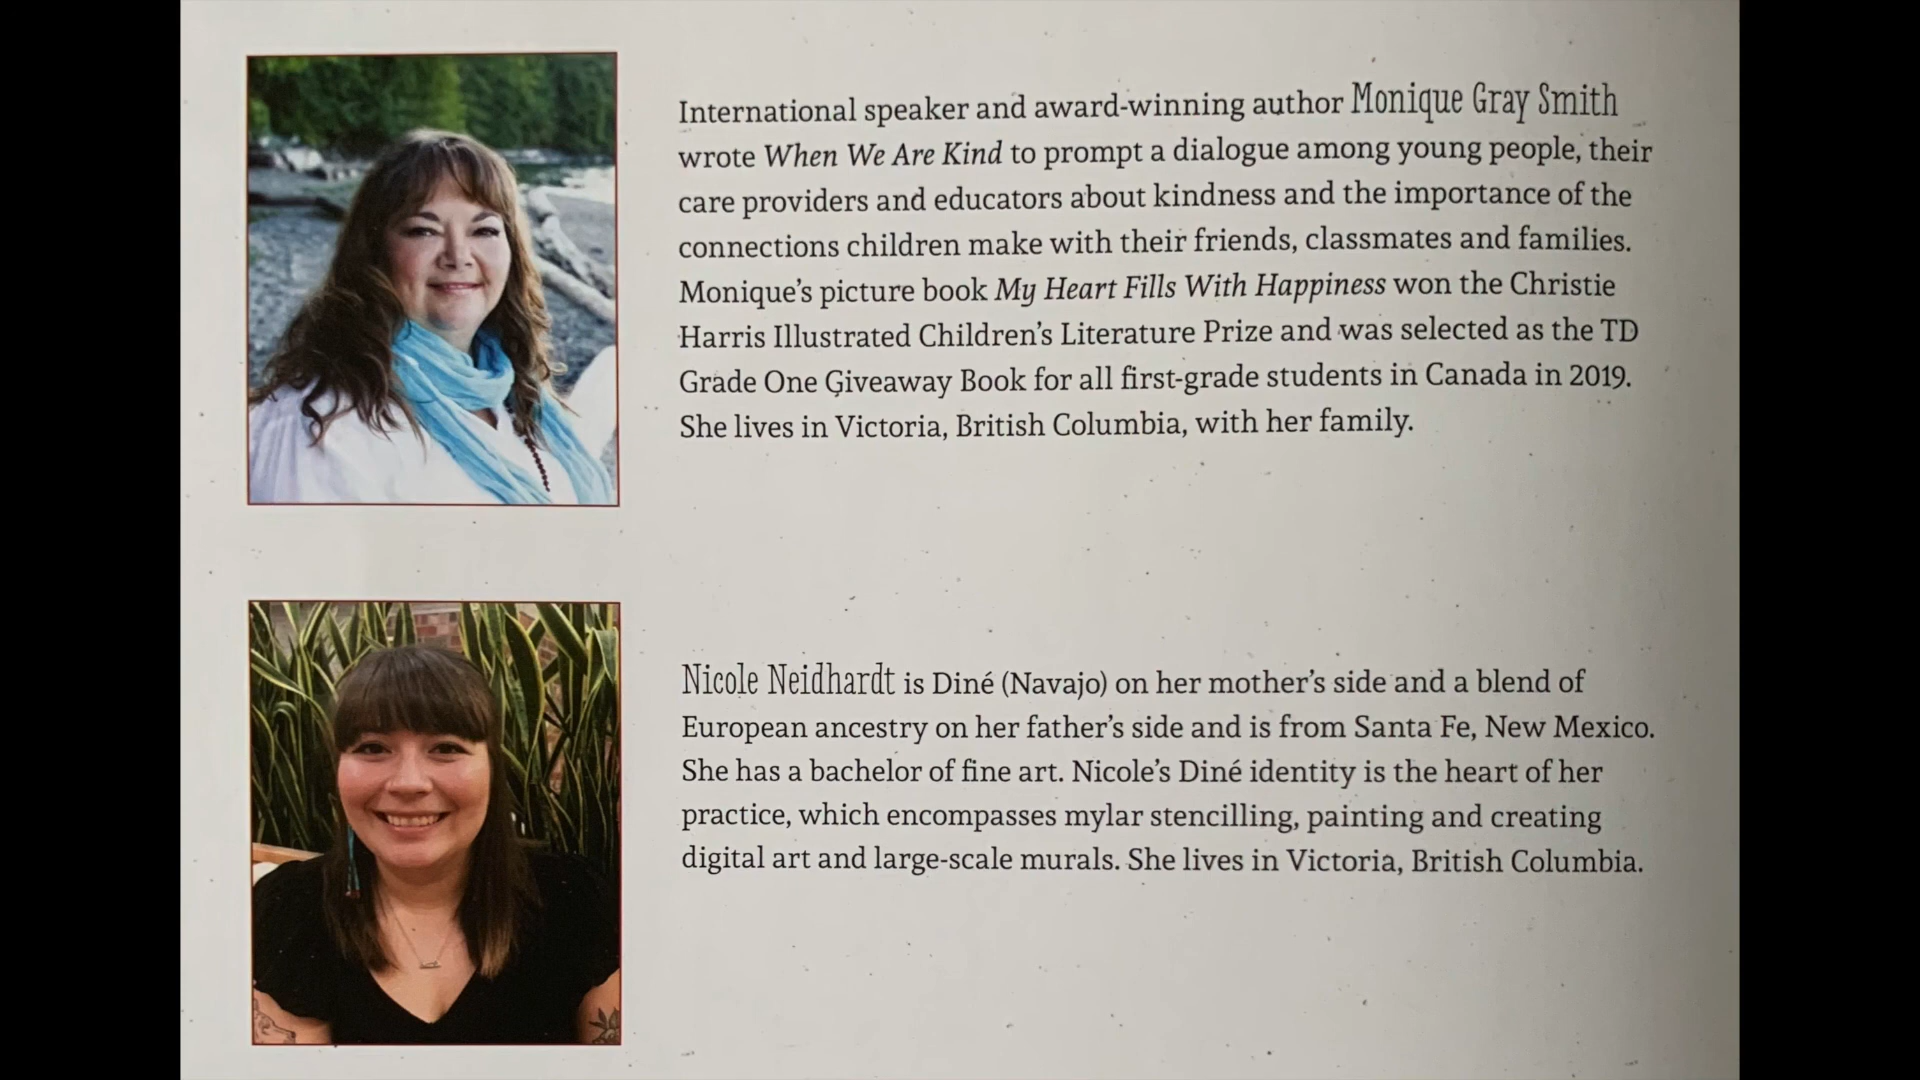 International speaker and award-winning author Monique Gray Smith
wrote When We Are Kind to prompt a dialogue among young people, their
care providers and educators about kindness and the importance of the
connections children make with their friends, classmates and families.
Monique's picture book My Heart Fills With Happiness won the Christie
Harris Illustrated Children's Literature Prize and was selected as the TD
Grade One Giveaway Book for all first-grade students in Canada in 2019.
She lives in Victoria, British Columbia, with her family.
Nicole Neidhardt is Diné (Navajo) on her mother's side and a blend of
European ancestry on her father's side and is from Santa Fe, New Mexico.
She has a bachelor of fine art. Nicole's Diné identity is the heart of her
practice, which encompasses mylar stencilling, painting and creating
digital art and large-scale murals. She lives in Victoria, British Columbia.